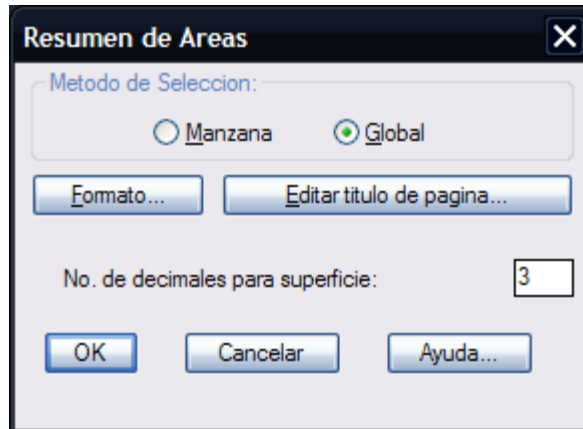 Resumen de Areas
Metodo de Seleccion:
Manzana Global
Formato... Editar titulo de pagina...
No. de decimales para superficie: 3
OK Cancelar Ayuda...